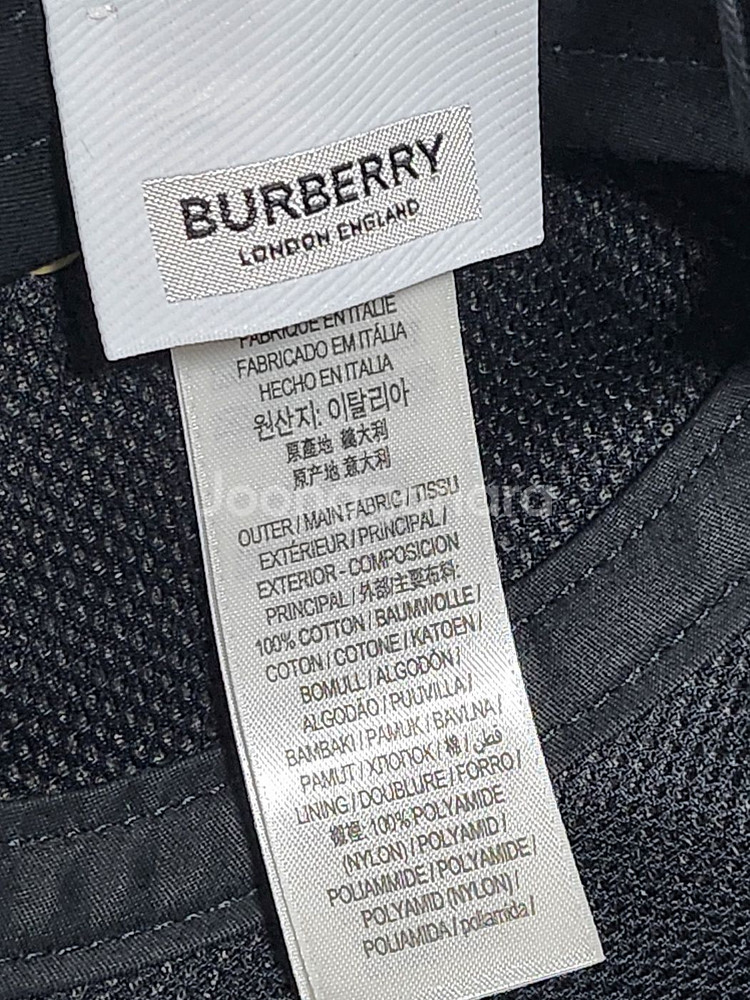 BURBERRY
LONDON ENGLAND
FABRIQUÉ EN ITALIE
FABRICADO EM ITÁLIA
HECHO EN ITALIA
원산지: 이탈리아
原產地 義大利
原产地 意大利
OUTER / MAIN FABRIC / TISSU
EXTÉRIEUR / PRINCIPAL /
EXTERIOR - COMPOSICION
PRINCIPAL / 外部/主要布料:
100% COTTON / BAUMWOLLE /
COTON / COTONE / KATOEN /
BOMULL / ALGODÓN /
ALGODÃO / PUUVILLA /
BAMBAKI / PAMUK / BAVLNA /
PAMUT / ХЛОПОК / 棉 / قطن /
LINING / DOUBLURE / FORRO /
襯裡: 100% POLYAMIDE
(NYLON) / POLYAMID /
POLIAMMIDE / POLYAMIDE /
POLYAMID (NYLON) /
POLIAMIDA / poliamida /